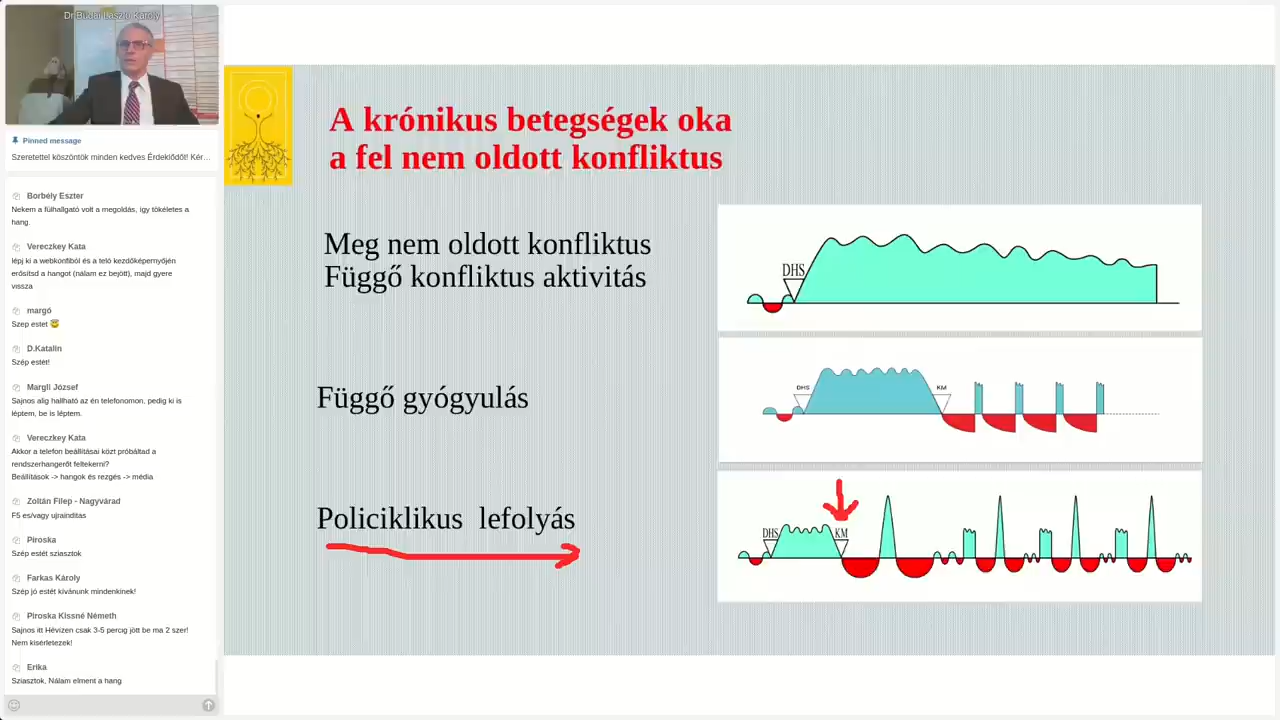 Dr Budai László Károly
Pinned message
Szeretettel köszöntök minden kedves Érdeklődőt! Kér...
Borbély Eszter
Nekem a fülhallgató volt a megoldás, így tökéletes a
hang.
Vereczkey Kata
lépj ki a webkonfiból és a teló kezdőképernyőjén
erősítsd a hangot (nálam ez bejött), majd gyere
vissza
margó
Szep estet
D.Katalin
Szép estét!
Margli József
Sajnos alig hallható az én telefonomon, pedig ki is
léptem, be is léptem.
Vereczkey Kata
Akkor a telefon beállításai közt próbáltad a
rendszerhangerőt feltekerni?
Beállítások -> hangok és rezgés -> média
Zoltán Filep - Nagyvárad
F5 es/vagy ujrainditas
Piroska
Szép estét sziasztok
Farkas Károly
Szép jó estét kívánunk mindenkinek!
Piroska Kissné Németh
Sajnos itt Hévízen csak 3-5 percig jött be ma 2 szer!
Nem kisérletezek!
Erika
Sziasztok, Nálam elment a hang
A krónikus betegségek oka
a fel nem oldott konfliktus
Meg nem oldott konfliktus
Függő konfliktus aktivitás
DHS
Függő gyógyulás
DHS KM
Policiklikus lefolyás
DHS KM